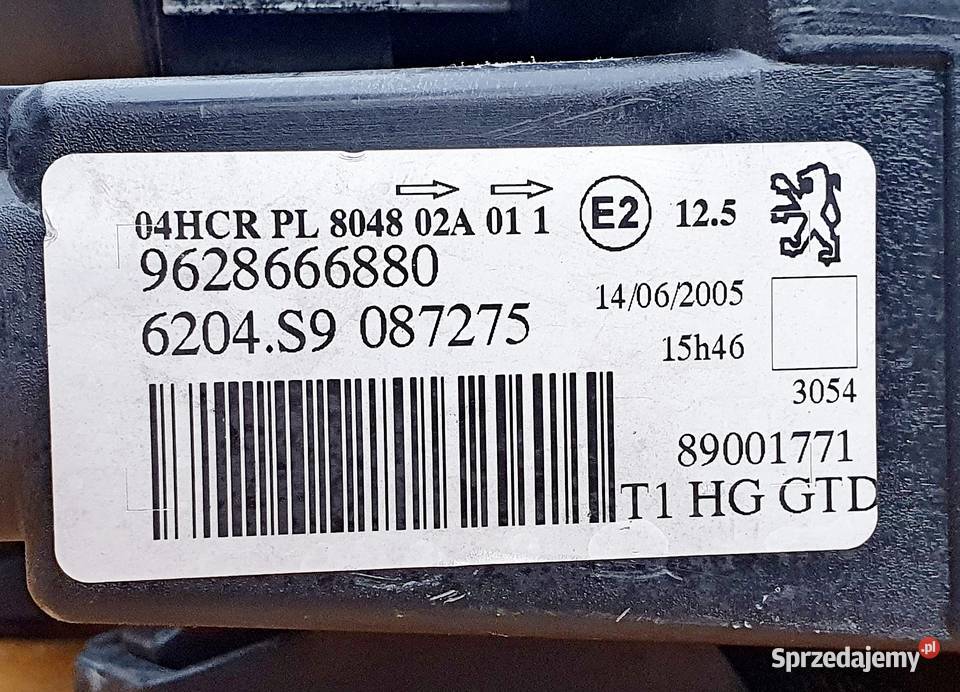 04HCR PL 8048 02A 01 1 E2 12.5
9628666880
14/06/2005
6204.S9 087275
15h46
3054
89001771
T1 HG GTD
Sprzedajemy.pl